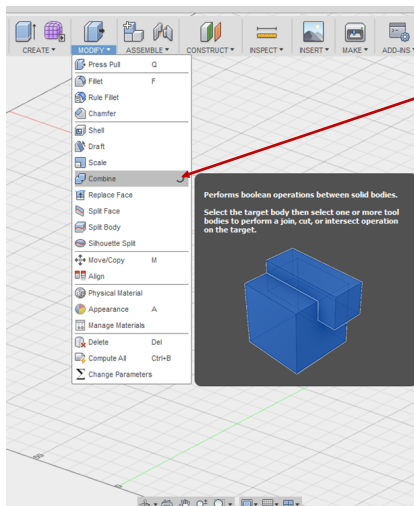 CREATE▾ MODIFY▾ ASSEMBLE▾ CONSTRUCT▾ INSPECT▾ INSERT▾ MAKE▾ ADD-INS
Press Pull Q
Fillet F
Rule Fillet
Chamfer
Shell
Draft
Scale
Combine
Replace Face
Split Face
Split Body
Silhouette Split
Move/Copy M
Align
Physical Material
Appearance A
Manage Materials
Delete Del
Compute All Ctrl+B
Change Parameters
Performs boolean operations between solid bodies.
Select the target body then select one or more tool
bodies to perform a join, cut, or intersect operation
on the target.